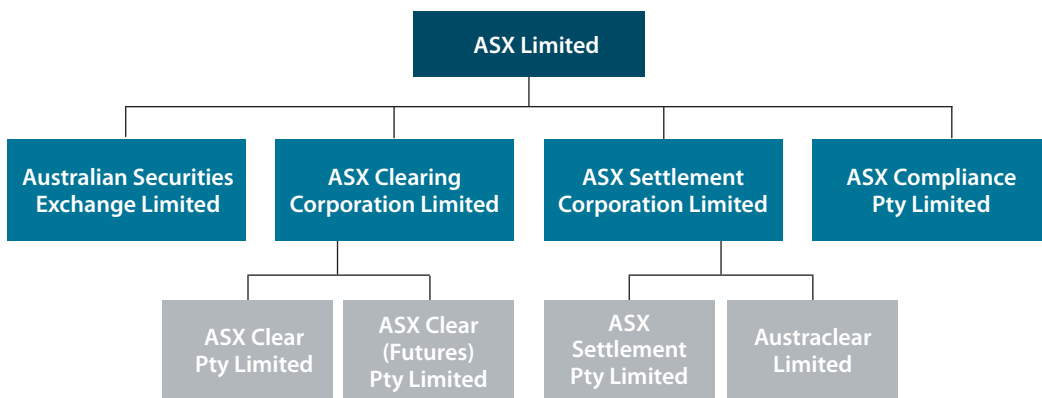 ASX Limited
Australian Securities
Exchange Limited
ASX Clearing
Corporation Limited
ASX Settlement
Corporation Limited
ASX Compliance
Pty Limited
ASX Clear
Pty Limited
ASX Clear
(Futures)
Pty Limited
ASX
Settlement
Pty Limited
Austraclear
Limited